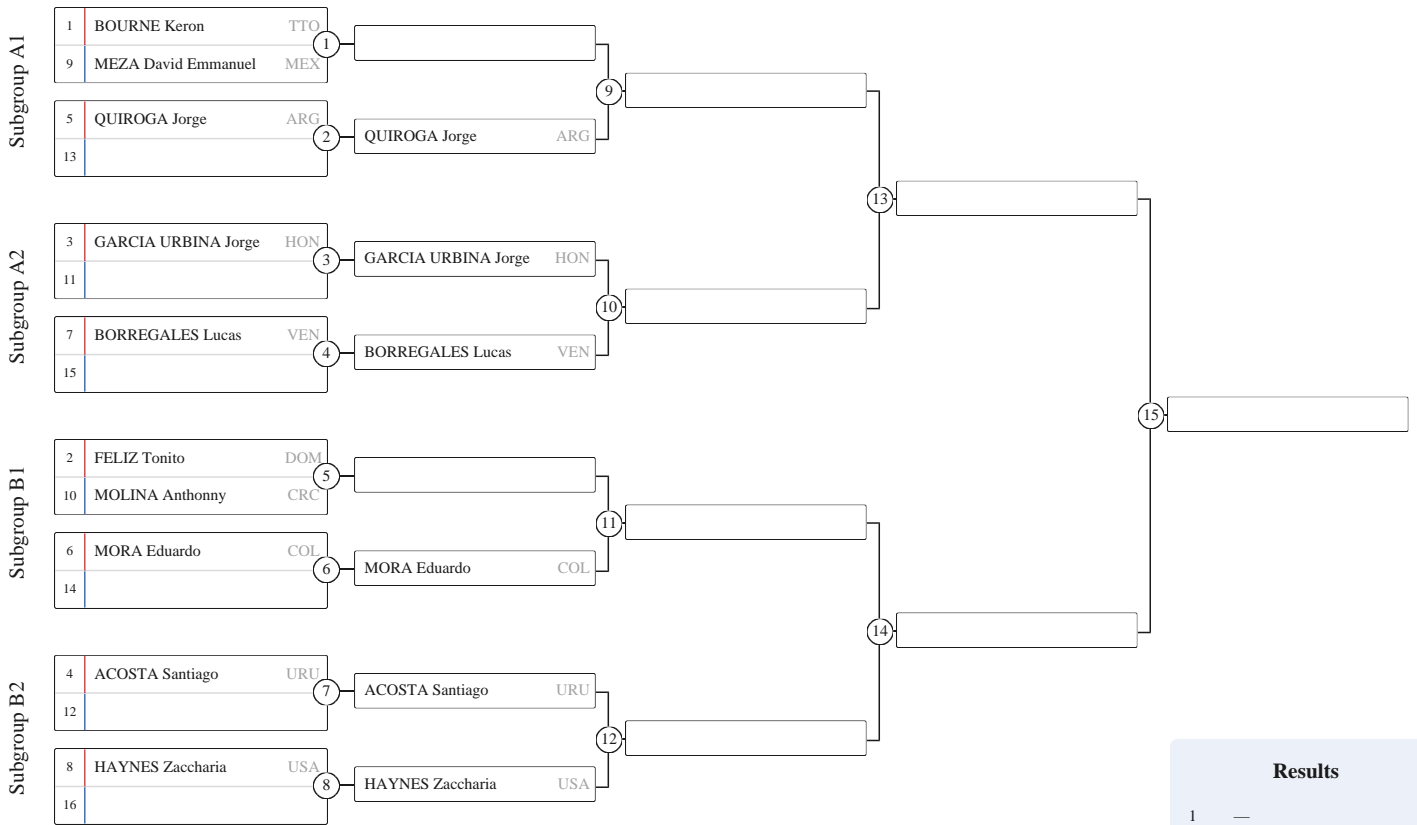 Subgroup A1
1 BOURNE Keron TTO
9 MEZA David Emmanuel MEX
1
5 QUIROGA Jorge ARG
13
2
QUIROGA Jorge ARG
9
Subgroup A2
3 GARCIA URBINA Jorge HON
11
3
GARCIA URBINA Jorge HON
7 BORREGALES Lucas VEN
15
4
BORREGALES Lucas VEN
10
13
Subgroup B1
2 FELIZ Tonito DOM
10 MOLINA Anthonny CRC
5
6 MORA Eduardo COL
14
6
MORA Eduardo COL
11
Subgroup B2
4 ACOSTA Santiago URU
12
7
ACOSTA Santiago URU
8 HAYNES Zaccharia USA
16
8
HAYNES Zaccharia USA
12
14
15
Results
1 —